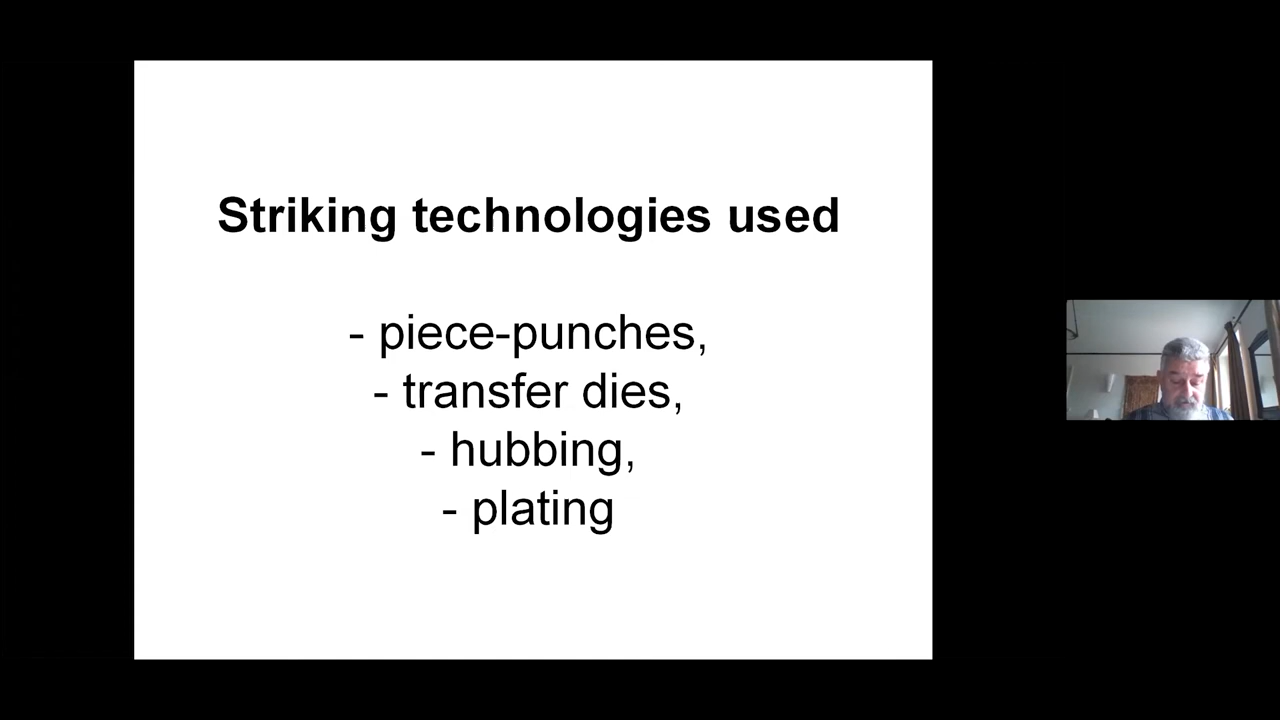 Striking technologies used
- piece-punches,
- transfer dies,
- hubbing,
- plating